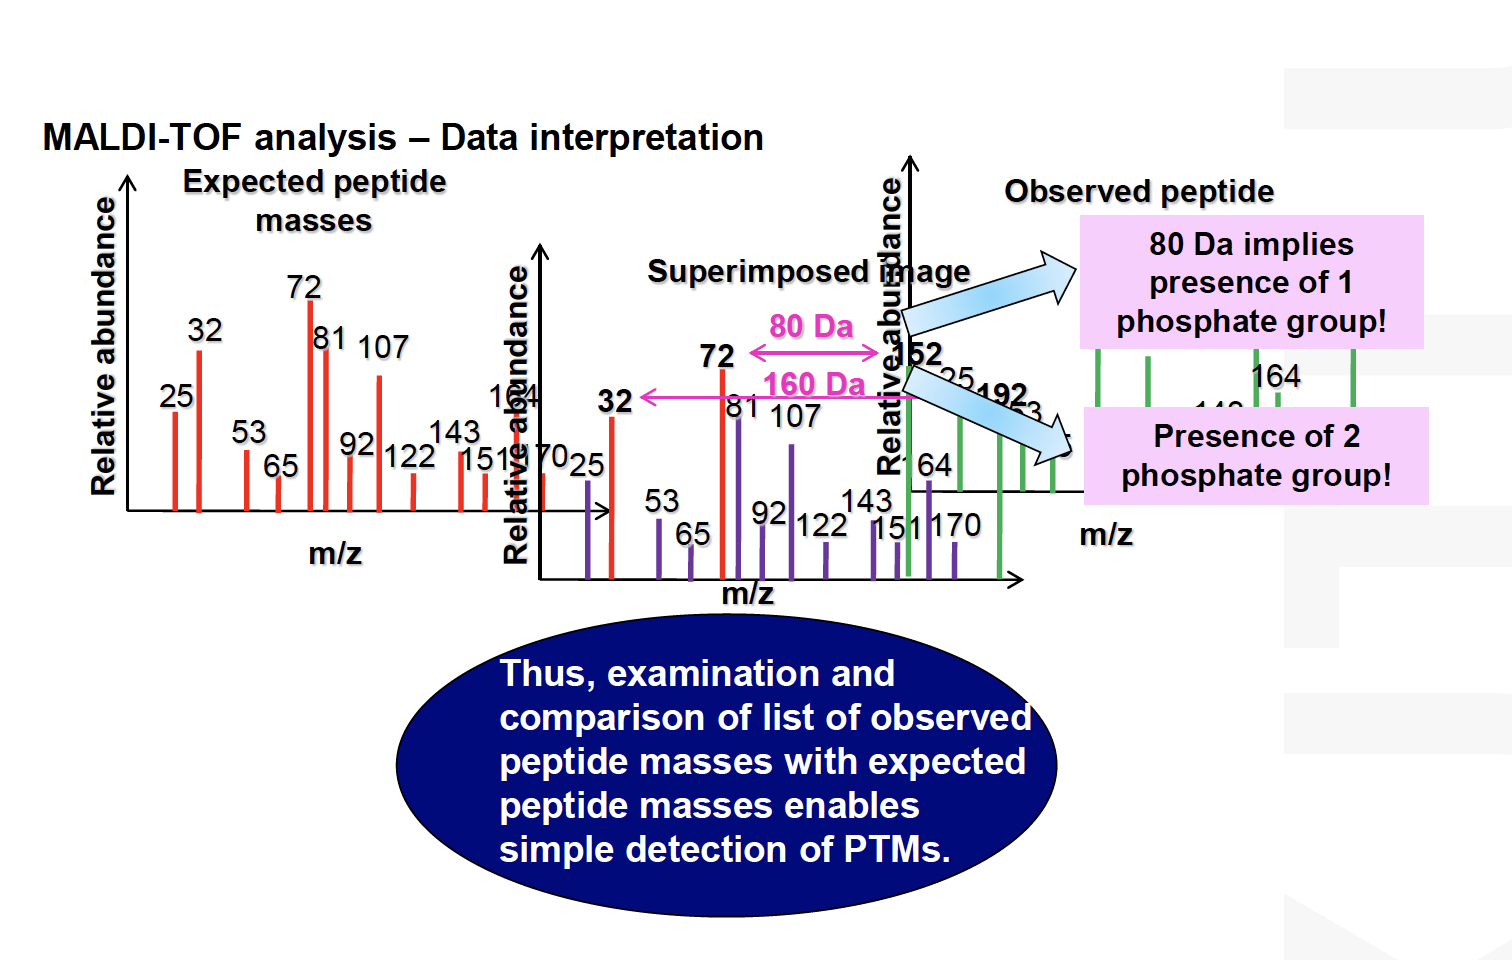 MALDI-TOF analysis – Data interpretation
Expected peptide
masses
Relative abundance
72
32
81
107
25
53
65
92
122
143
151
164
170
m/z
Superimposed image
Relative abundance
80 Da
72
152
160 Da
32
192
81
107
25
53
65
92
122
143
151
164
170
m/z
Observed peptide
Relative abundance
25
53
164
m/z
80 Da implies
presence of 1
phosphate group!
Presence of 2
phosphate group!
Thus, examination and
comparison of list of observed
peptide masses with expected
peptide masses enables
simple detection of PTMs.